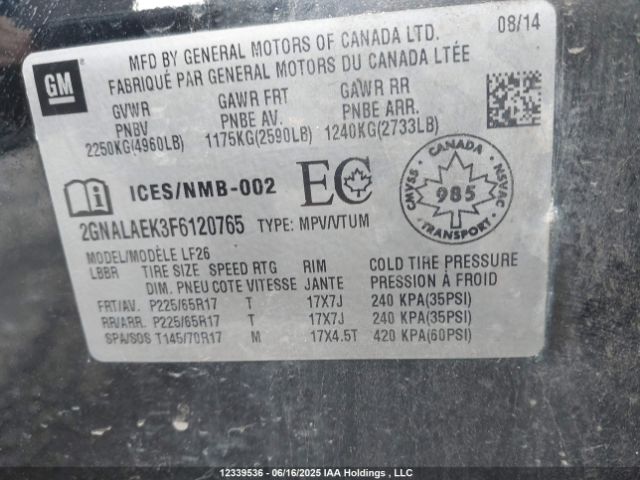 08/14
MFD BY GENERAL MOTORS OF CANADA LTD.
FABRIQUÉ PAR GENERAL MOTORS DU CANADA LTÉE
GM
GVWR GAWR FRT GAWR RR
PNBV PNBE AV. PNBE ARR.
2250KG(4960LB) 1175KG(2590LB) 1240KG(2733LB)
ICES/NMB-002 EC
CANADA
CMVSS 985 NSVAC
TRANSPORT
2GNALAEK3F6120765 TYPE: MPV/VTUM
MODEL/MODÈLE LF26
LBBR TIRE SIZE SPEED RTG RIM COLD TIRE PRESSURE
DIM. PNEU COTE VITESSE JANTE PRESSION À FROID
FRT/AV. P225/65R17 T 17X7J 240 KPA(35PSI)
RR/ARR. P225/65R17 T 17X7J 240 KPA(35PSI)
SPA/SOS T145/70R17 M 17X4.5T 420 KPA(60PSI)
12339536 - 06/16/2025 IAA Holdings , LLC